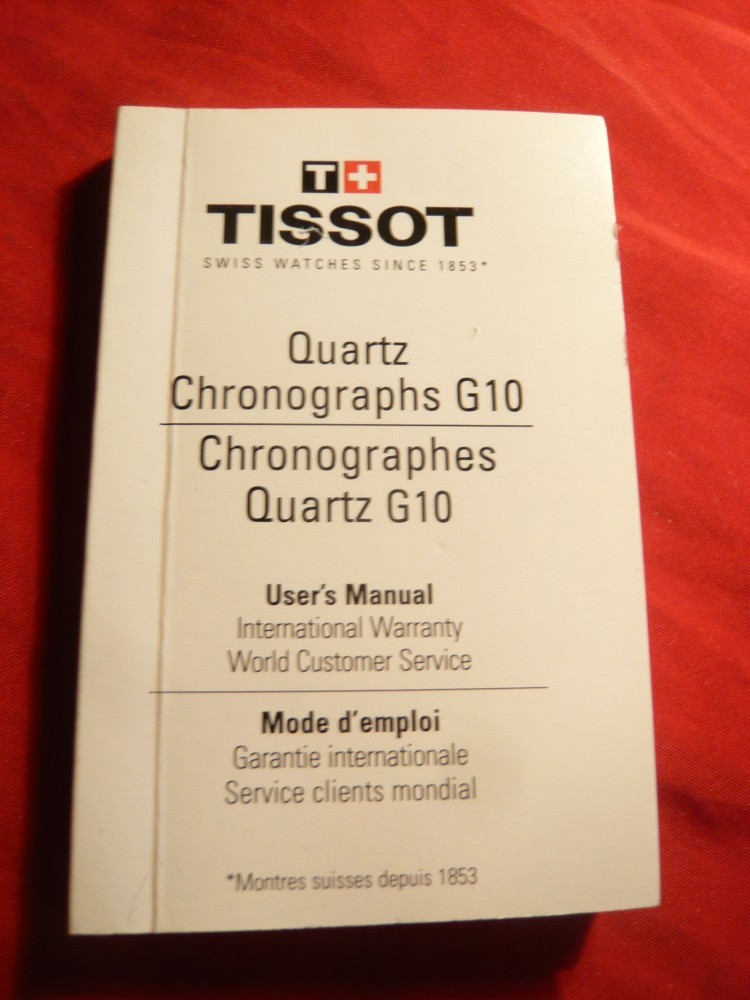 T+
TISSOT
SWISS WATCHES SINCE 1853*
Quartz
Chronographs G10
Chronographes
Quartz G10
User's Manual
International Warranty
World Customer Service
Mode d'emploi
Garantie internationale
Service clients mondial
*Montres suisses depuis 1853